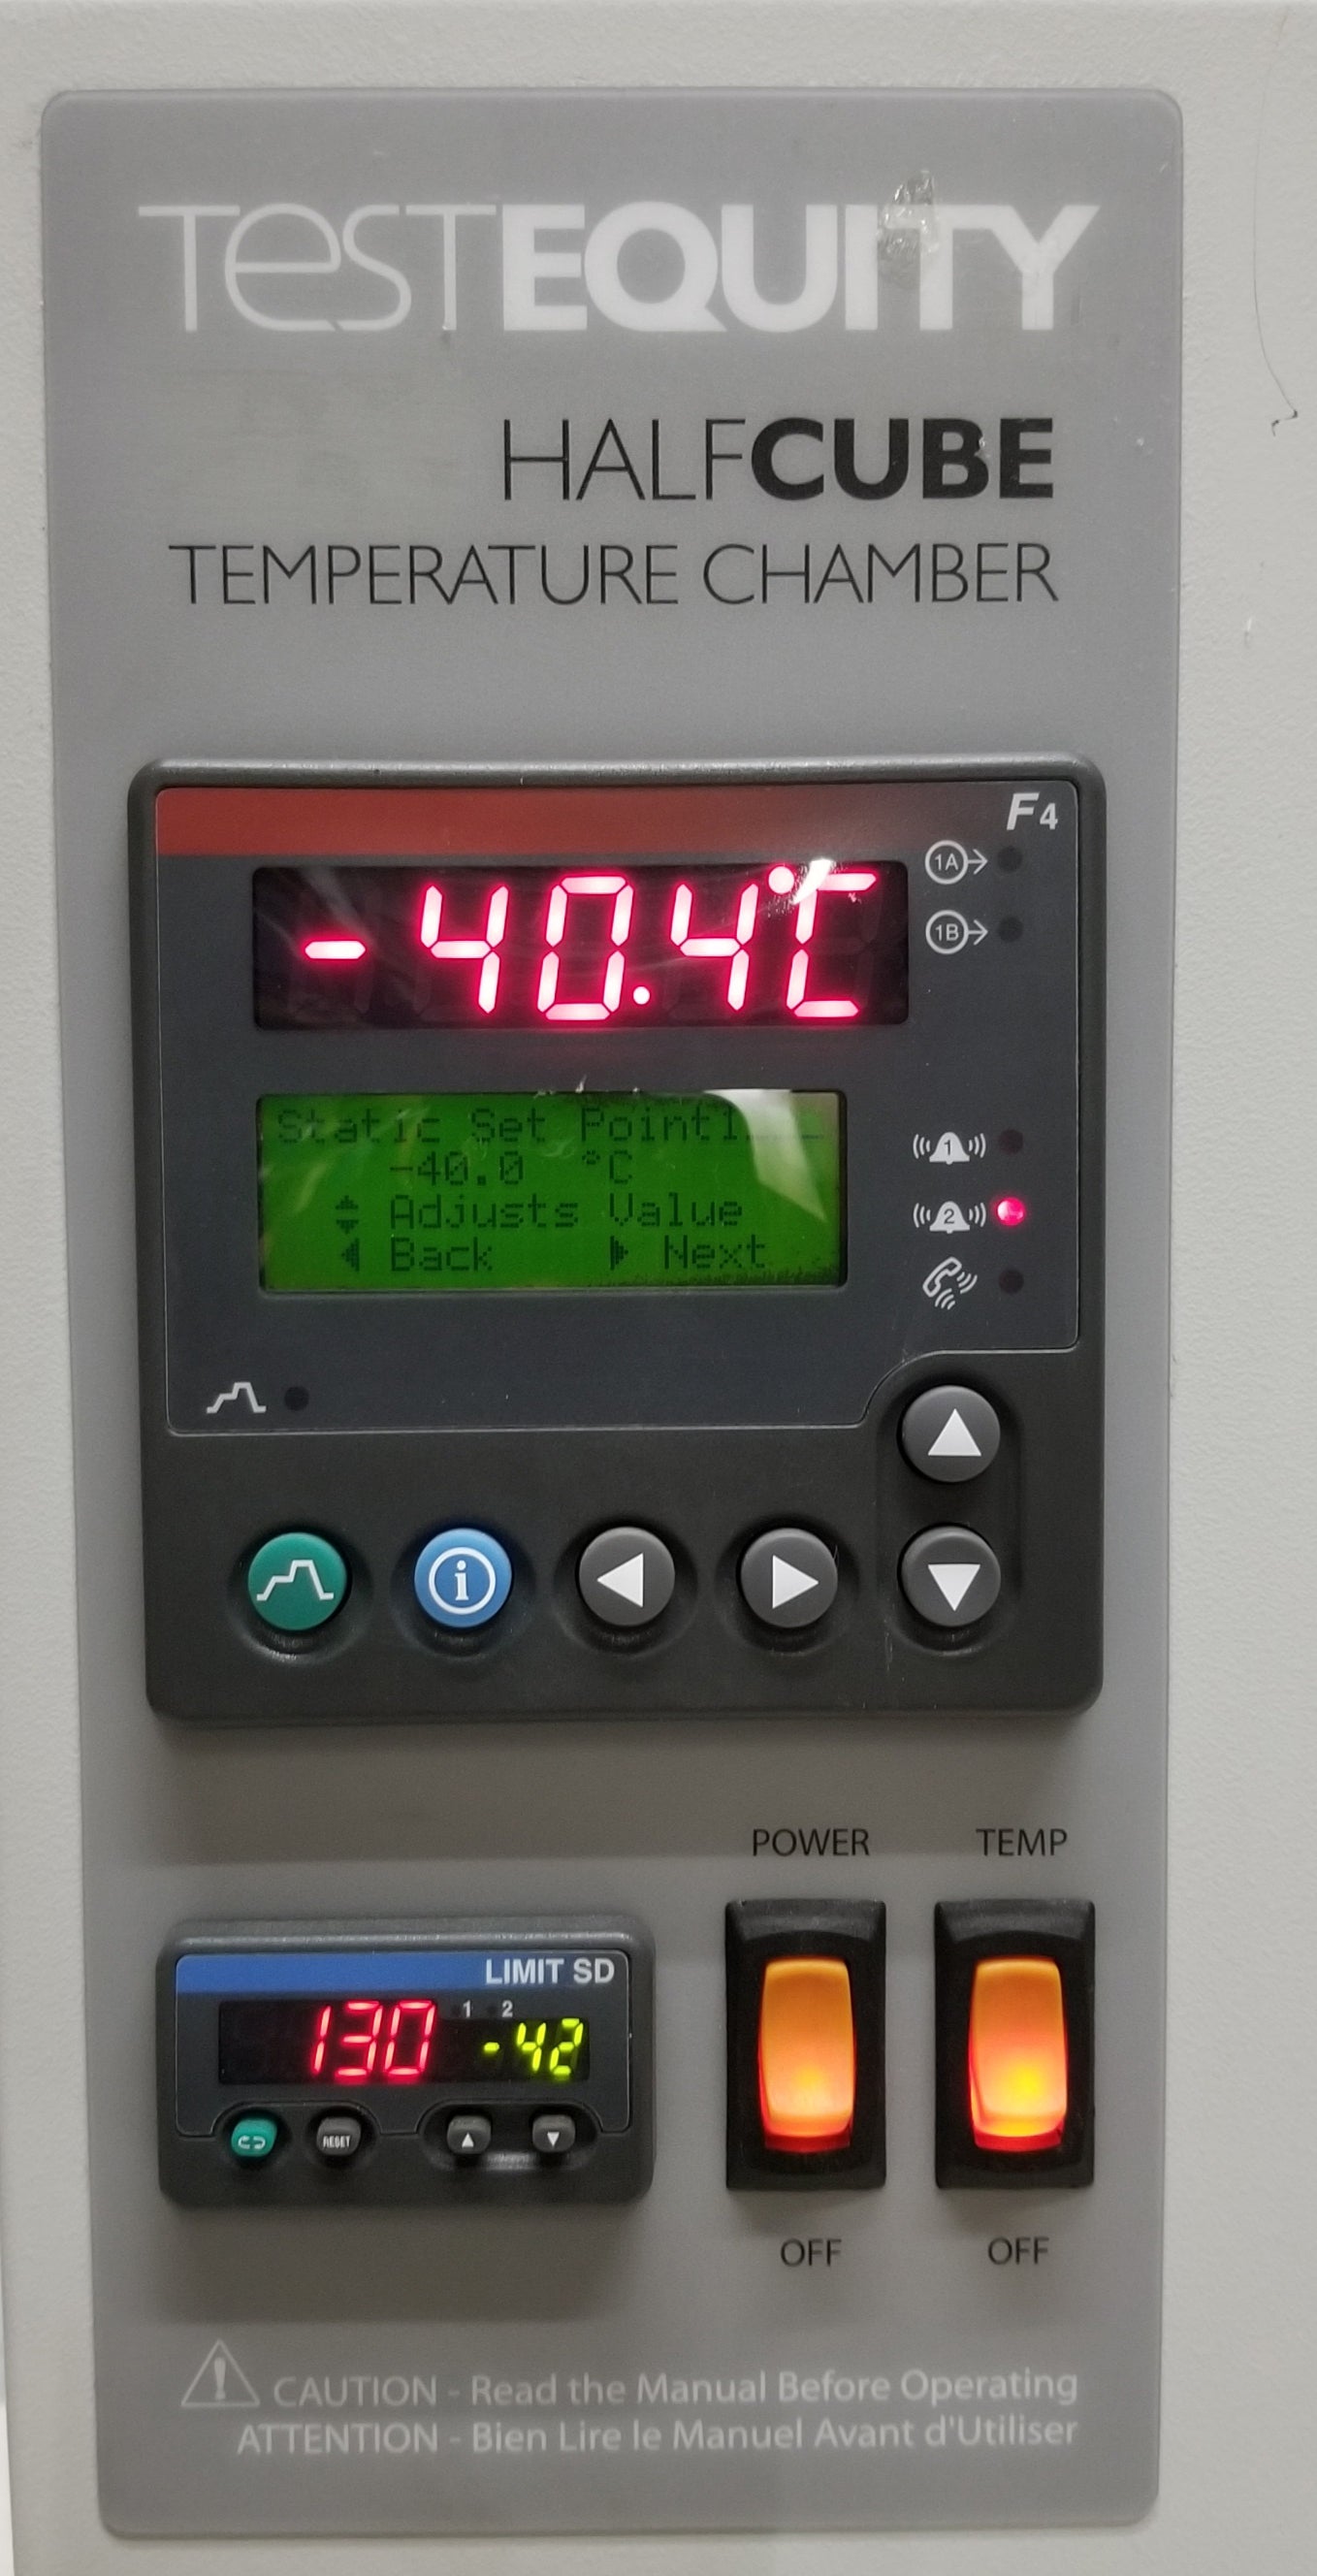 TESTEQUITY
HALFCUBE
TEMPERATURE CHAMBER
F4
1A
-40.4°C
1B
Static Set Point1
-40.0 °C
Adjusts Value
Back Next
1
2
i
POWER TEMP
LIMIT SD
1 2
130 -42
RESET
OFF OFF
CAUTION - Read the Manual Before Operating
ATTENTION - Bien Lire le Manuel Avant d'Utiliser